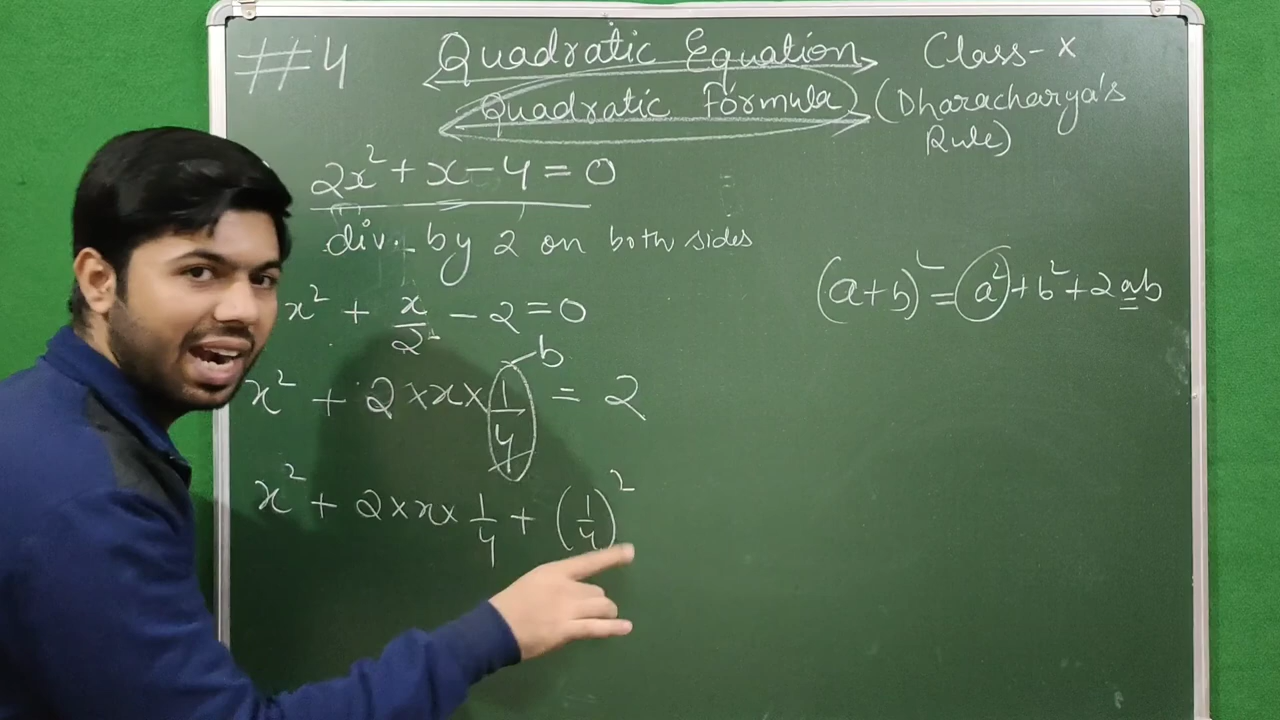 #4 Quadratic Equation Class-X
Quadratic Formula (Dharacharya's
Rule)
2x² + x - 4 = 0
div. by 2 on both sides
(a+b)² = a² + b² + 2ab
x² + x/2 - 2 = 0
b
x² + 2 × x × 1/4 = 2
x² + 2 × x × 1/4 + (1/4)²